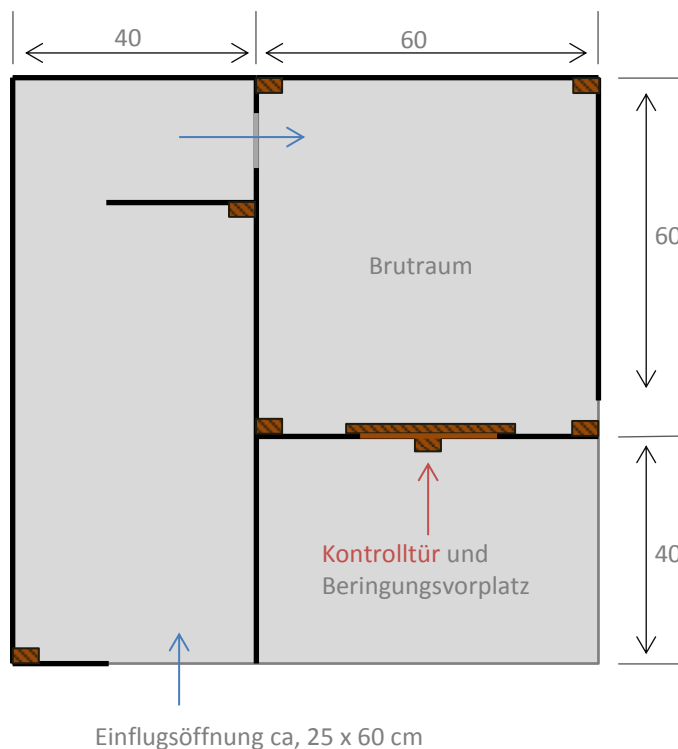 40
60
60
Brutraum
Kontrolltür und
Beringungsvorplatz
40
Einflugsöffnung ca, 25 x 60 cm